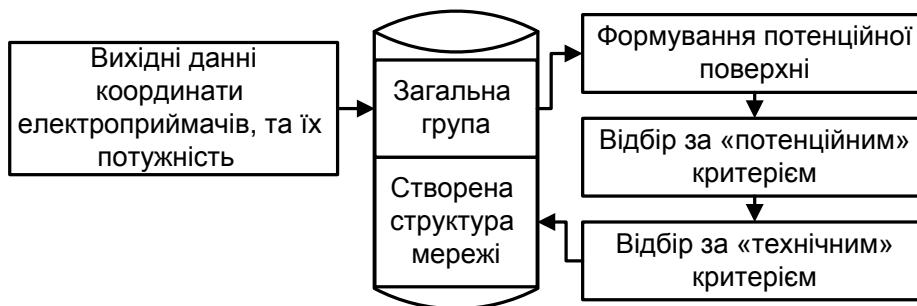 Вихідні данні
координати
електроприймачів, та їх
потужність
Загальна
група
Створена
структура
мережі
Формування потенційної
поверхні
Відбір за «потенційним»
критерієм
Відбір за «технічним»
критерієм